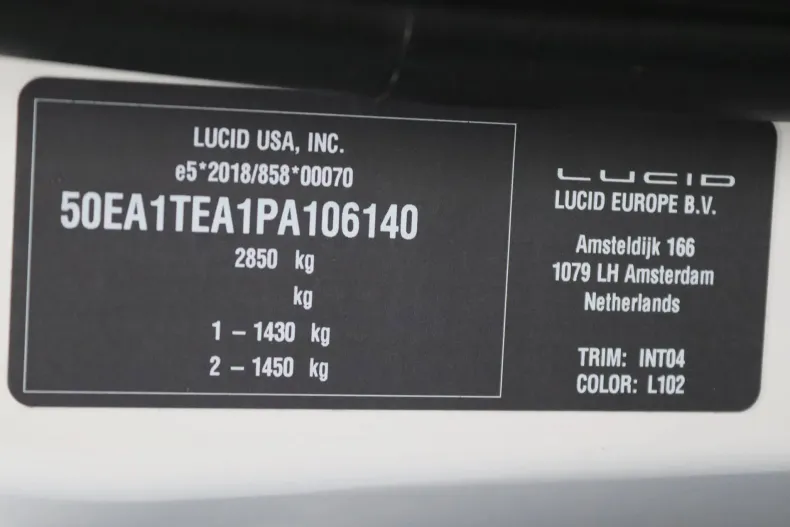 LUCID USA, INC.
e5*2018/858*00070
50EA1TEA1PA106140
2850 kg
kg
1 – 1430 kg
2 – 1450 kg
LUCID
LUCID EUROPE B.V.
Amsteldijk 166
1079 LH Amsterdam
Netherlands
TRIM: INT04
COLOR: L102